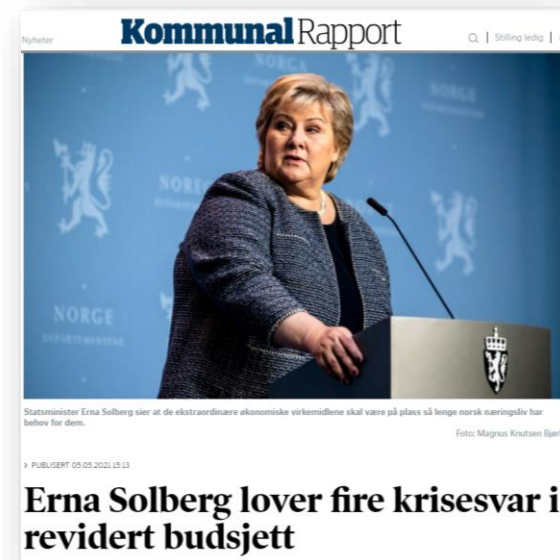 Nyheter
Kommunal Rapport
Stilling ledig
NORGE
NORGE
NORGE
DEPARTEMENTENE
Statsminister Erna Solberg sier at de ekstraordinære økonomiske virkemidlene skal være på plass så lenge norsk næringsliv har
behov for dem.
Foto: Magnus Knutsen Bjør
PUBLISERT 05.05.2021 15:13
Erna Solberg lover fire krisesvar i
revidert budsjett